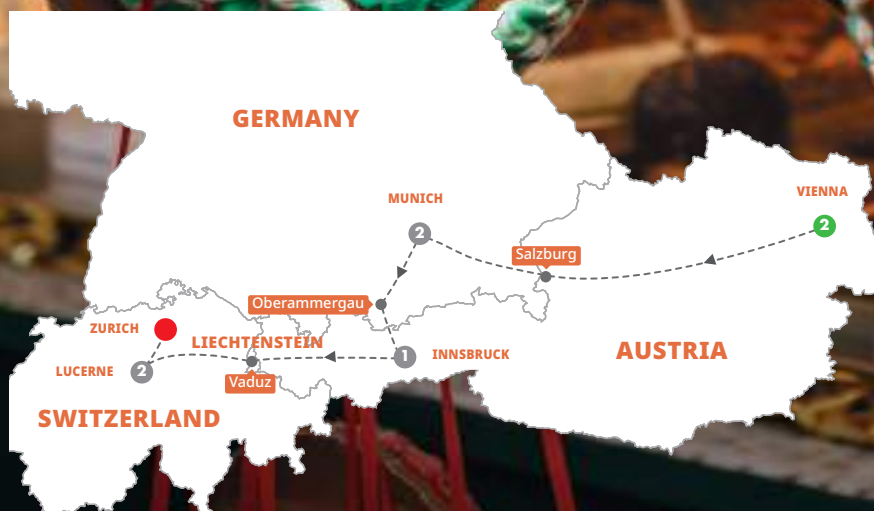 GERMANY
MUNICH
2
VIENNA
2
Salzburg
Oberammergau
ZURICH
LIECHTENSTEIN
1
INNSBRUCK
AUSTRIA
LUCERNE
2
Vaduz
SWITZERLAND